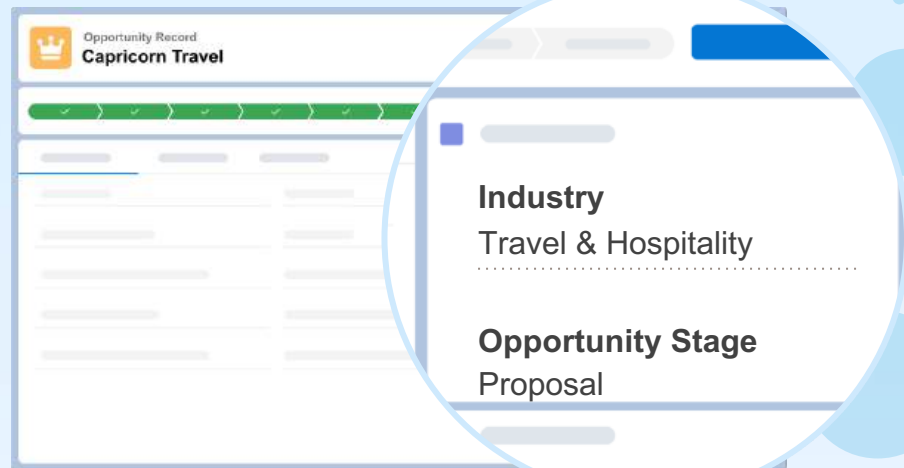 Opportunity Record
Capricorn Travel
Industry
Travel & Hospitality
Opportunity Stage
Proposal